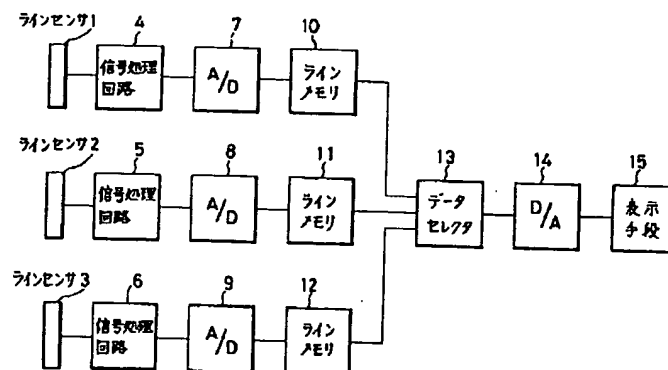 ラインセンサ1
4
7
10
信号処理
回路
A/D
ライン
メモリ
ラインセンサ2
5
8
11
信号処理
回路
A/D
ライン
メモリ
13
データ
セレクタ
14
D/A
15
表示
手段
ラインセンサ3
6
9
12
信号処理
回路
A/D
ライン
メモリ